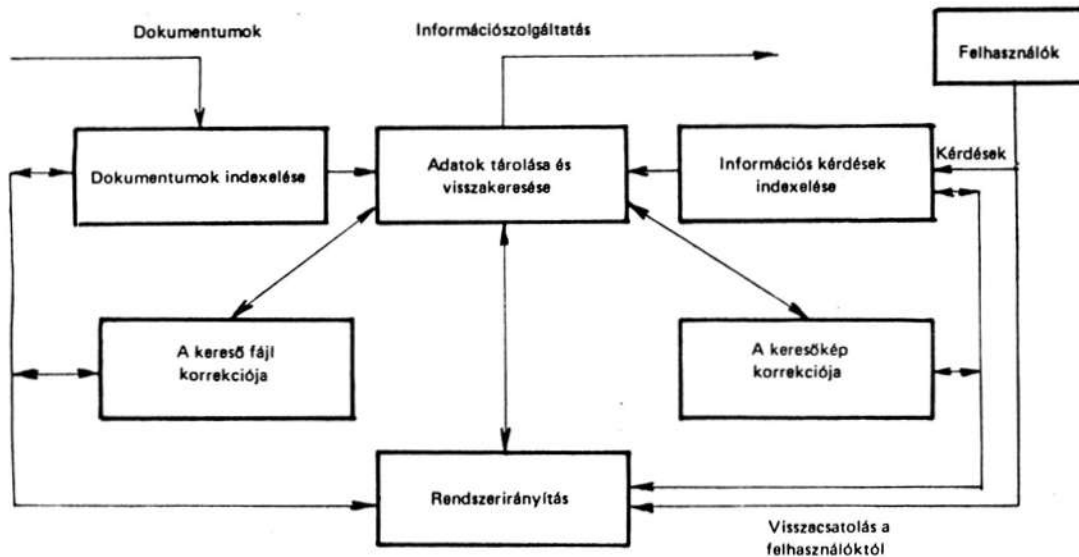 Dokumentumok
Információszolgáltatás
Felhasználók
Dokumentumok indexelése
Adatok tárolása és
visszakeresése
Információs kérdések
indexelése
Kérdések
A kereső fájl
korrekciója
A keresőkép
korrekciója
Rendszerirányítás
Visszacsatolás a
felhasználóktól